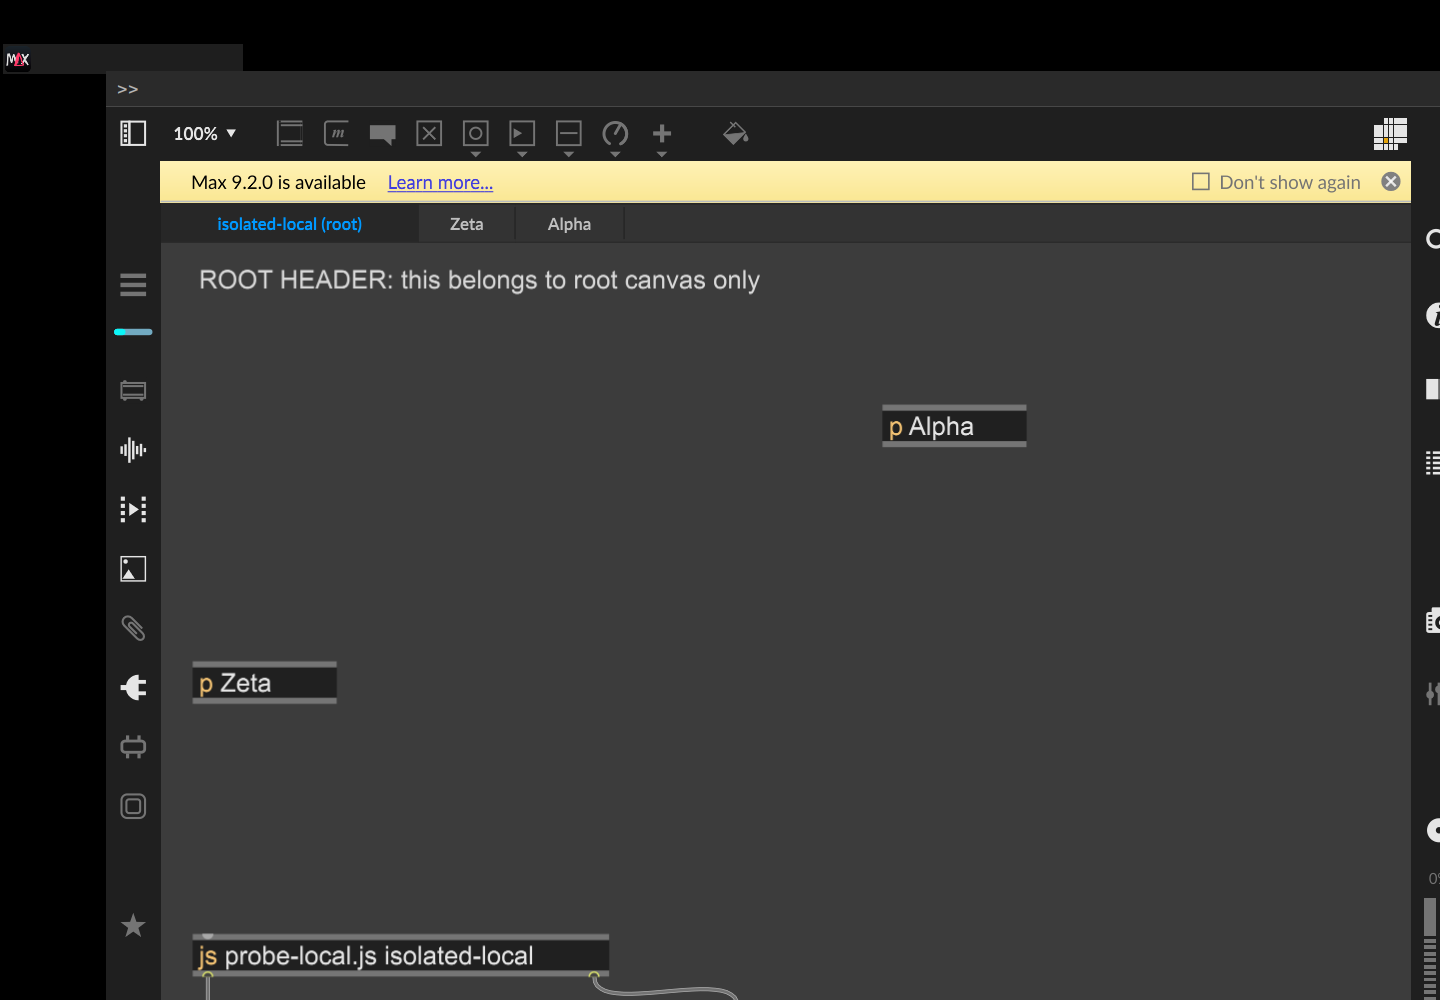 MAX
>>
100%
m
Max 9.2.0 is available Learn more... Don't show again
isolated-local (root) Zeta Alpha
ROOT HEADER: this belongs to root canvas only
p Alpha
p Zeta
js probe-local.js isolated-local